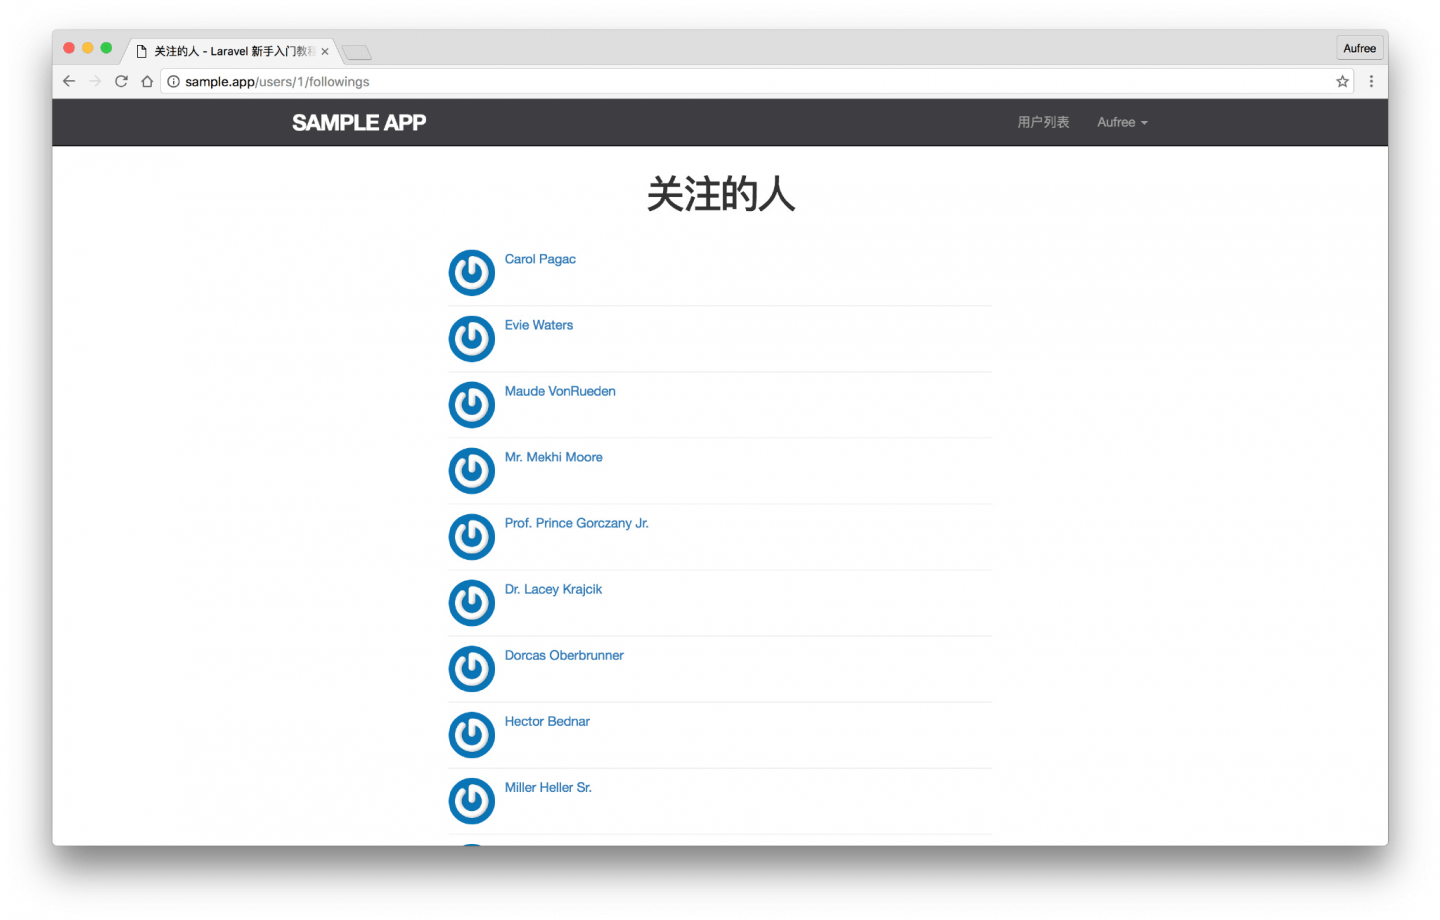 关注的人 - Laravel 新手入门教程
Aufree
sample.app/users/1/followings
SAMPLE APP
用户列表
Aufree
关注的人
Carol Pagac
Evie Waters
Maude VonRueden
Mr. Mekhi Moore
Prof. Prince Gorczany Jr.
Dr. Lacey Krajcik
Dorcas Oberbrunner
Hector Bednar
Miller Heller Sr.